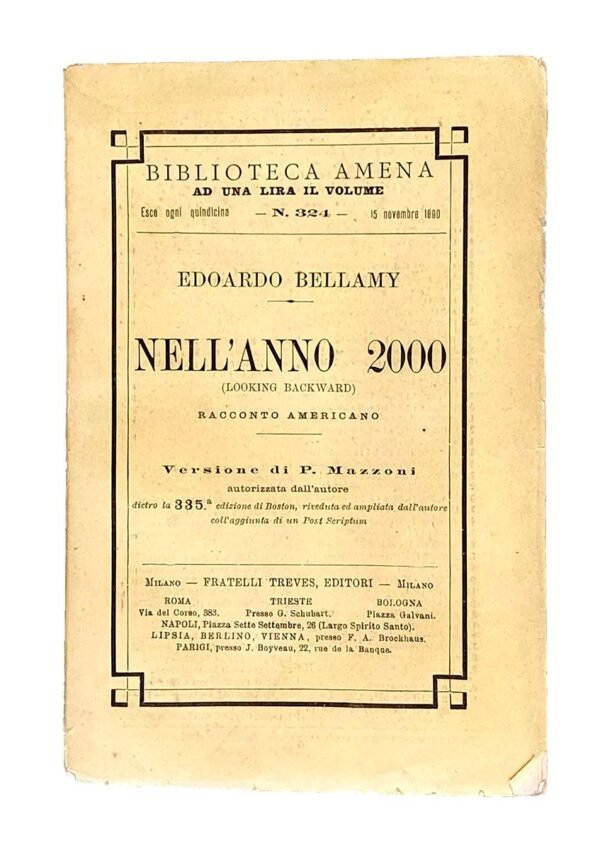 BIBLIOTECA AMENA
AD UNA LIRA IL VOLUME
Esce ogni quindicina — N. 324 — 15 novembre 1890
EDOARDO BELLAMY
NELL'ANNO 2000
(LOOKING BACKWARD)
RACCONTO AMERICANO
Versione di P. Mazzoni
autorizzata dall'autore
dietro la 335.ª edizione di Boston, riveduta ed ampliata dall'autore
coll'aggiunta di un Post Scriptum
MILANO — FRATELLI TREVES, EDITORI — MILANO
ROMA TRIESTE BOLOGNA
Via del Corso, 383. Presso G. Schubart. Piazza Galvani.
NAPOLI, Piazza Sette Settembre, 26 (Largo Spirito Santo).
LIPSIA, BERLINO, VIENNA, presso F. A. Brockhaus.
PARIGI, presso J. Boyveau, 22, rue de la Banque.